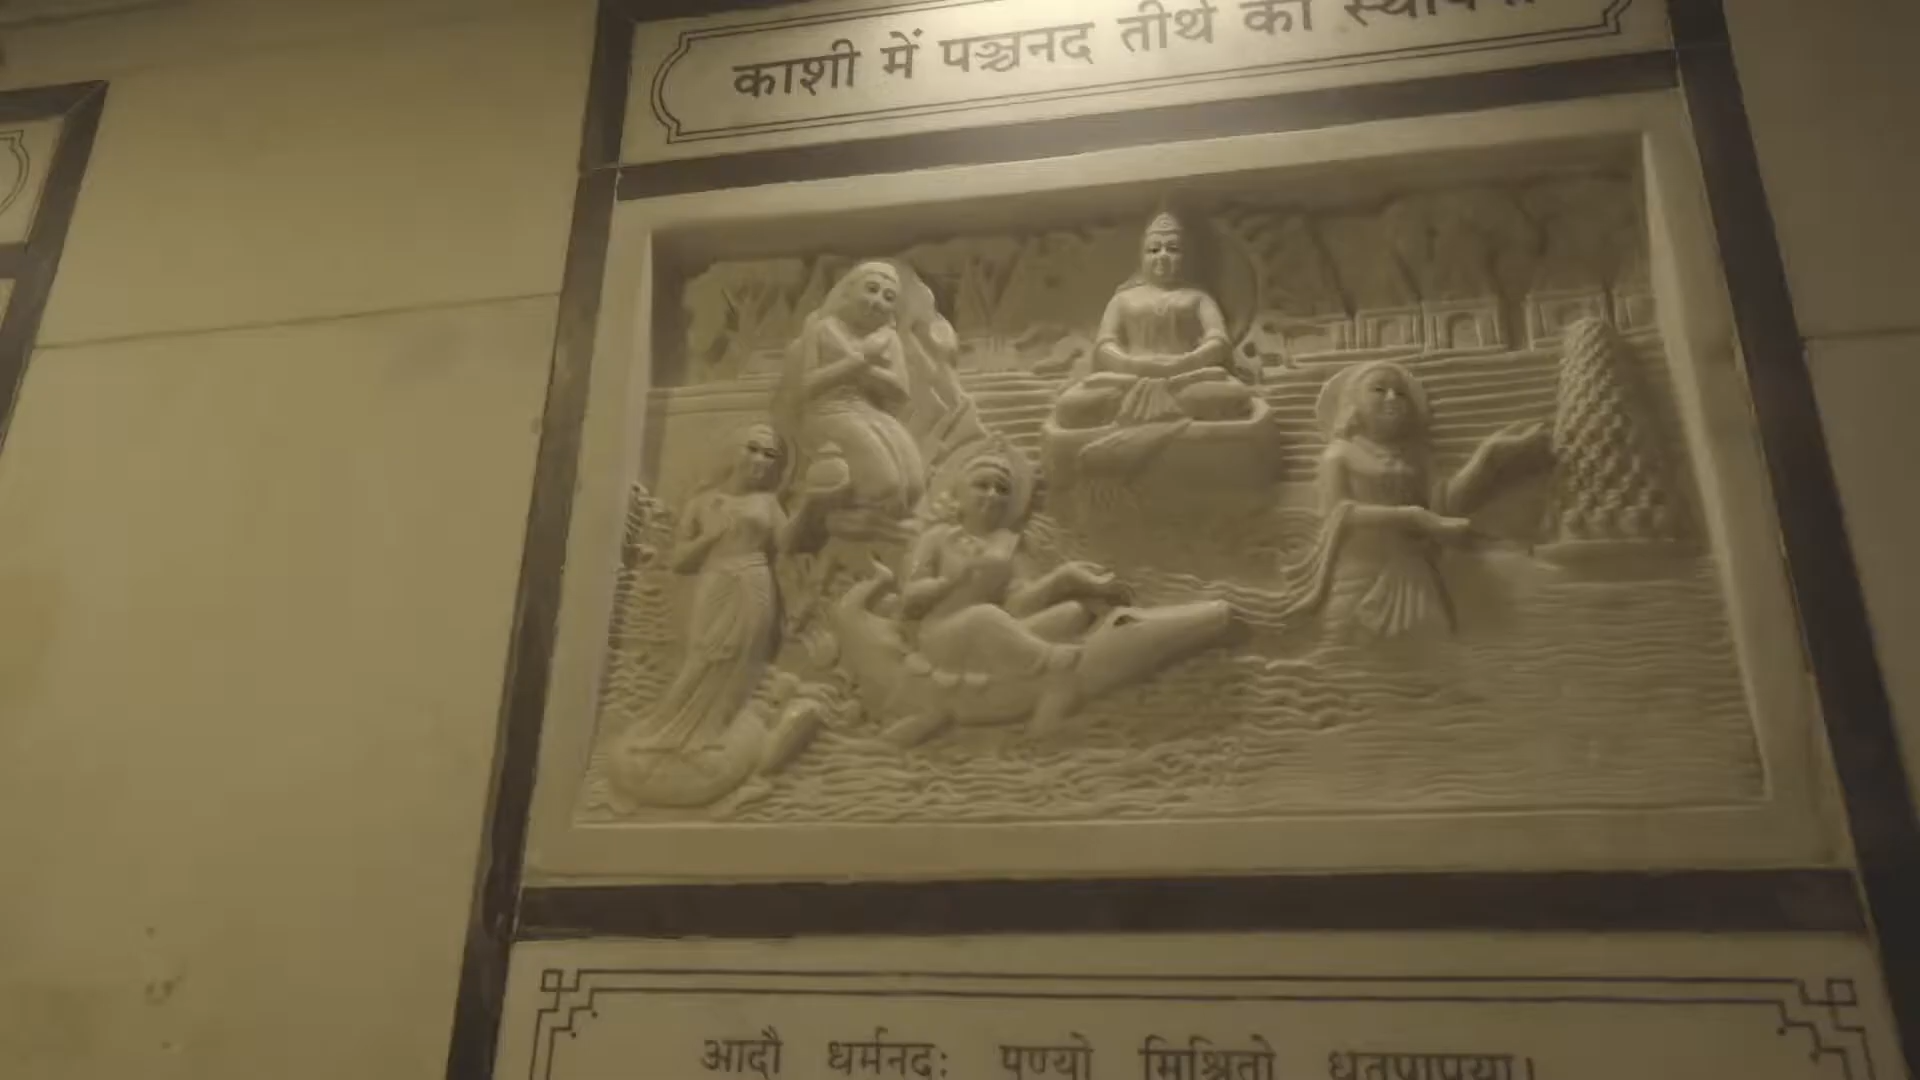 काशी में पञ्चनद तीर्थ की
आदौ धर्मनदः पुण्यो मिश्रितो धूतपापया।